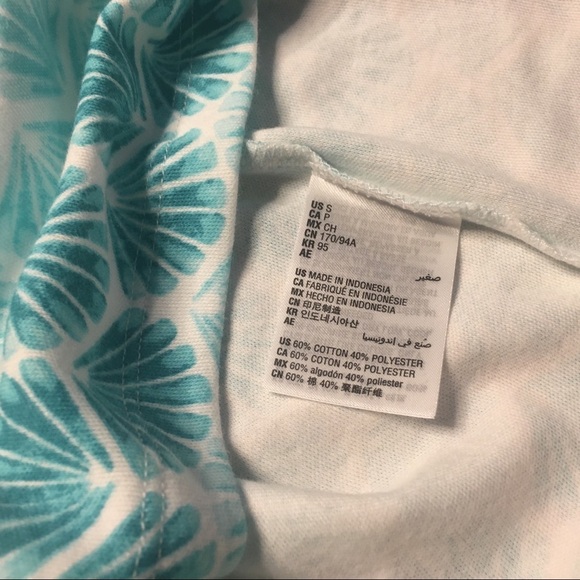 US S
CA P
MX CH
CN 170/94A
KR 95
AE صغير
US MADE IN INDONESIA
CA FABRIQUÉ EN INDONÉSIE
MX HECHO EN INDONESIA
CN 印尼制造
KR 인도네시아산
AE صنع في إندونيسيا
US 60% COTTON 40% POLYESTER
CA 60% COTON 40% POLYESTER
MX 60% algodón 40% poliester
CN 60% 棉 40% 聚酯纤维